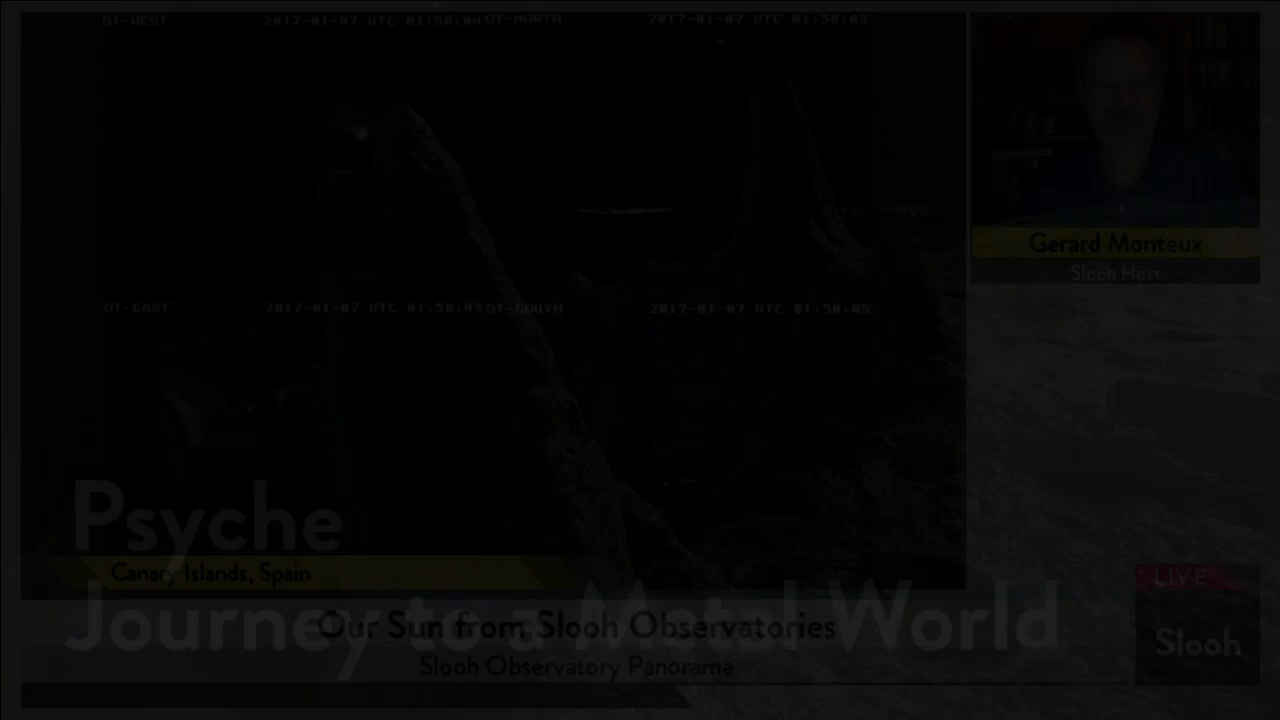 OT-WEST 2017-01-07 UTC 01:50:04 OT-NORTH 2017-01-07 UTC 01:50:03
Gerard Monteux
Slooh Host
OT-EAST 2017-01-07 UTC 01:50:05 OT-SOUTH 2017-01-07 UTC 01:50:05
Psyche
Canary Islands, Spain
Journey to a Metal World
LIVE
Our Sun from Slooh Observatories
Slooh
Slooh Observatory Panorama